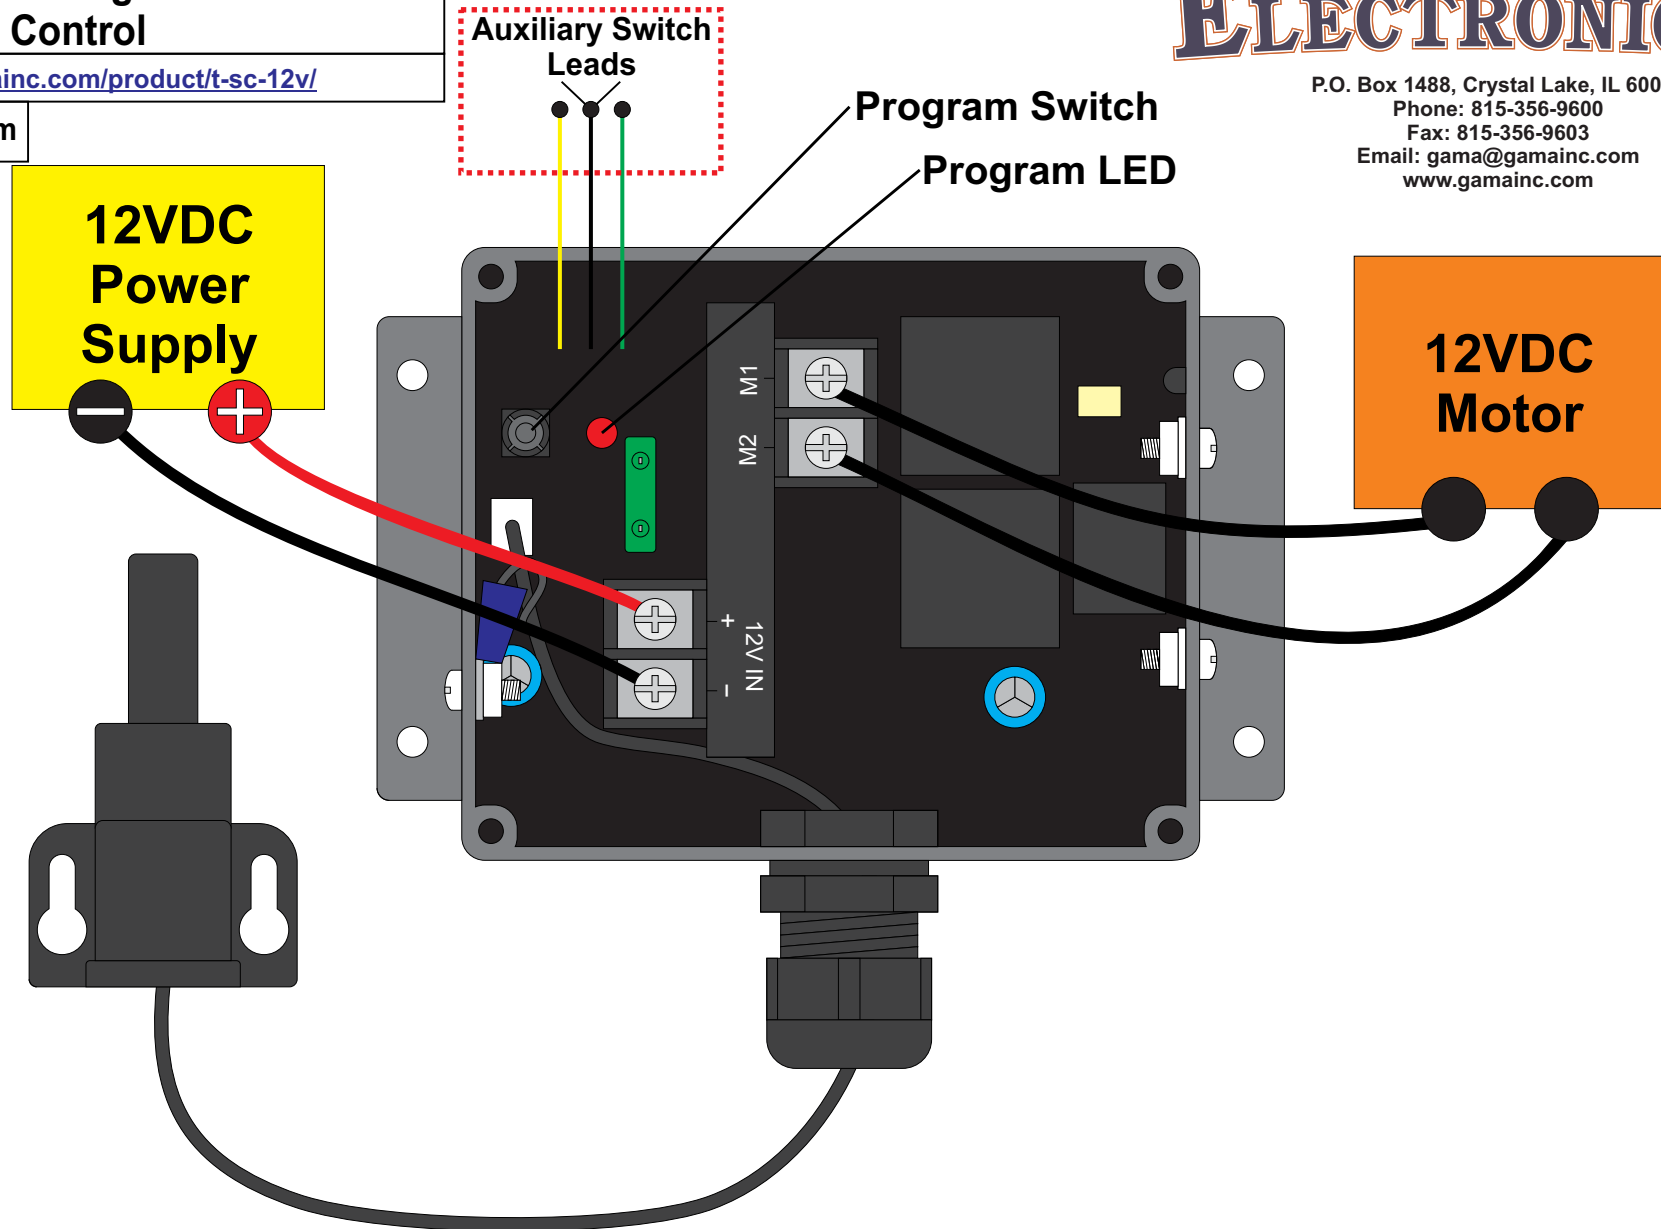 Control
inc.com/product/t-sc-12v/
Auxiliary Switch
Leads
P.O. Box 1488, Crystal Lake, IL 600
Phone: 815-356-9600
Fax: 815-356-9603
Email: gama@gamainc.com
www.gamainc.com
Program Switch
Program LED
12VDC
Power
Supply
12VDC
Motor
M1
M2
+
12V IN
-